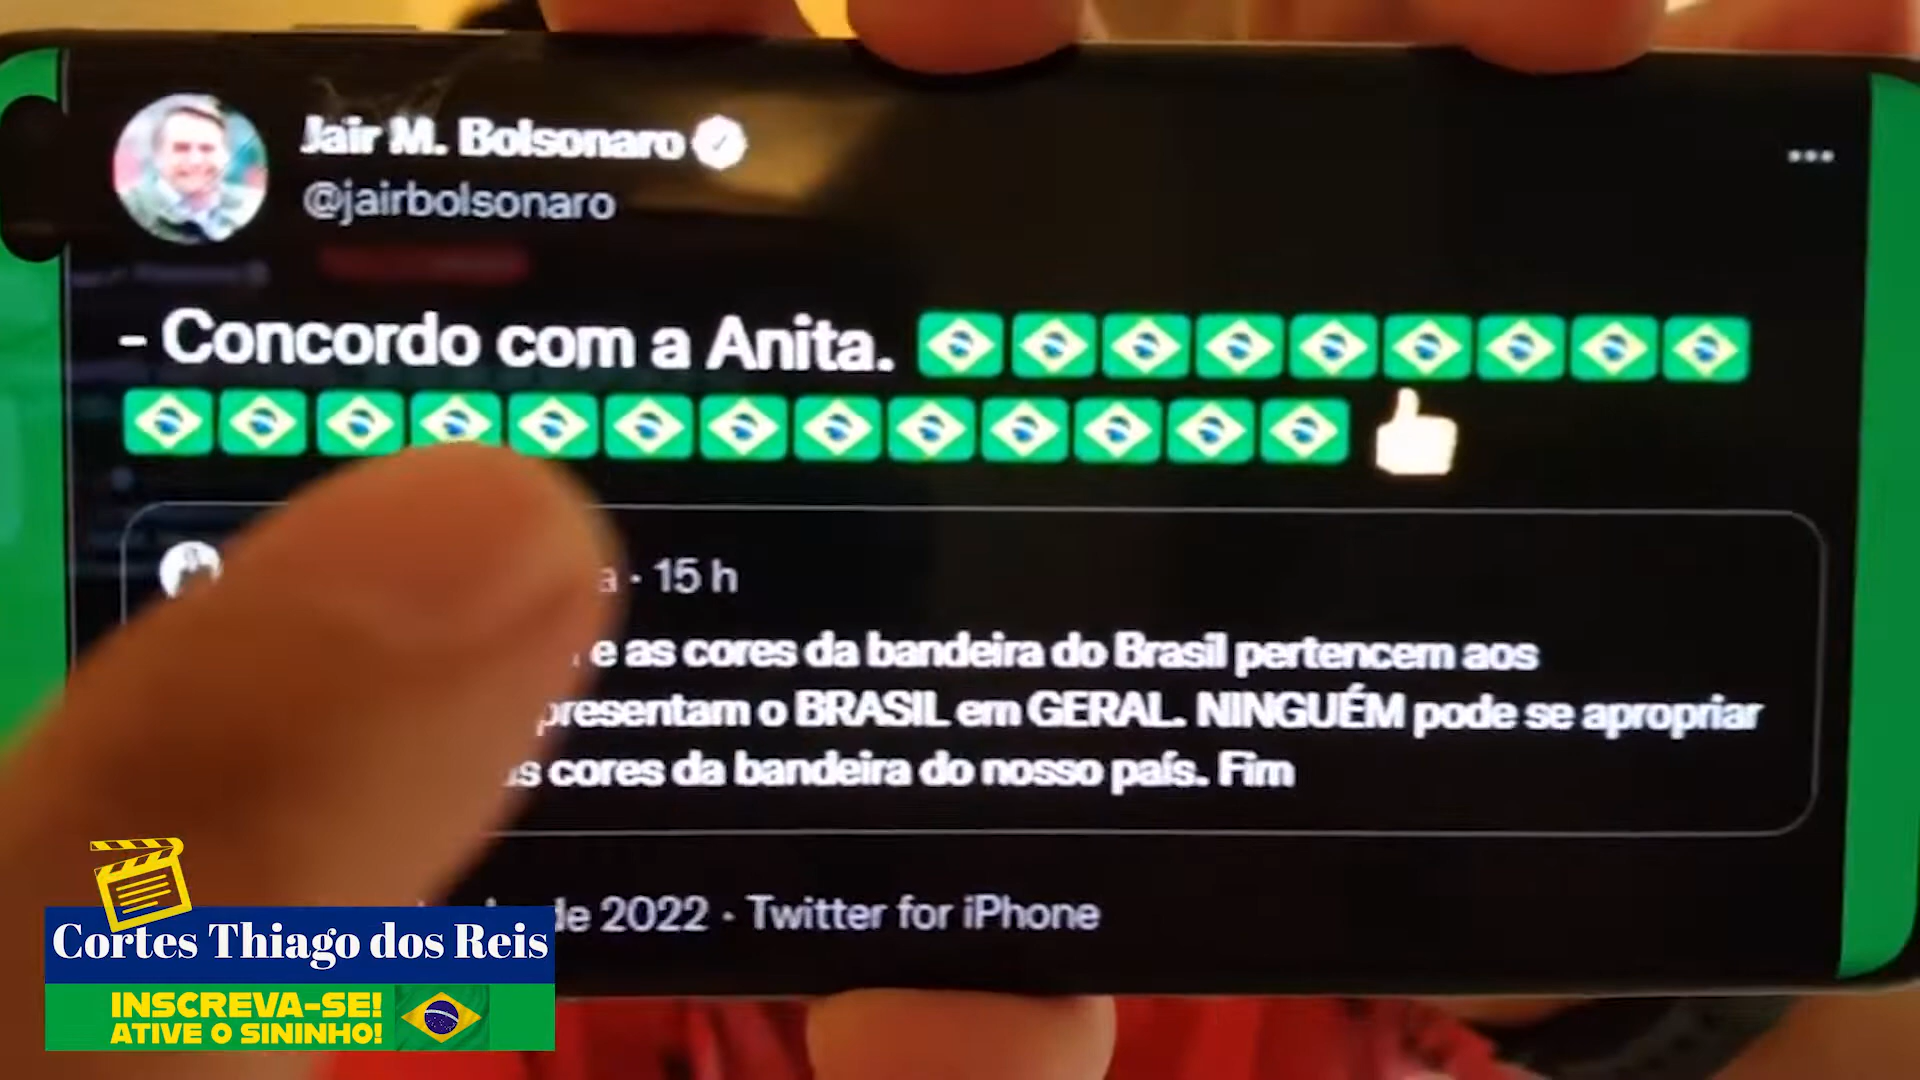 Jair M. Bolsonaro
@jairbolsonaro
- Concordo com a Anita. 🇧🇷🇧🇷🇧🇷🇧🇷🇧🇷🇧🇷🇧🇷🇧🇷🇧🇷
🇧🇷🇧🇷🇧🇷🇧🇷🇧🇷🇧🇷🇧🇷🇧🇷🇧🇷🇧🇷🇧🇷🇧🇷🇧🇷 👍
· 15 h
e as cores da bandeira do Brasil pertencem aos
o BRASIL em GERAL. NINGUÉM pode se apropriar
cores da bandeira do nosso país. Fim
de 2022 · Twitter for iPhone
Cortes Thiago dos Reis
INSCREVA-SE!
ATIVE O SININHO!